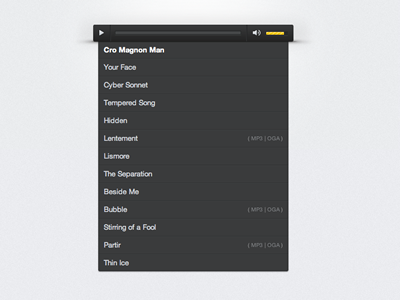 Cro Magnon Man
Your Face
Cyber Sonnet
Tempered Song
Hidden
Lentement ( MP3 | OGA )
Lismore
The Separation
Beside Me
Bubble ( MP3 | OGA )
Stirring of a Fool
Partir ( MP3 | OGA )
Thin Ice